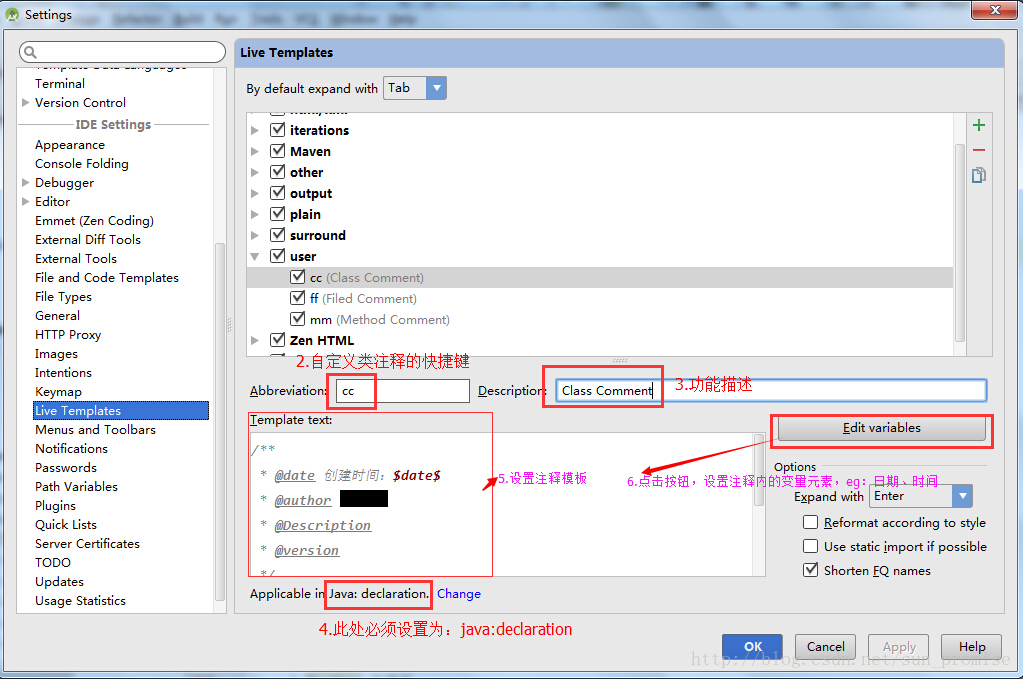 Settings
Live Templates
By default expand with Tab
Terminal
Version Control
IDE Settings
Appearance
Console Folding
Debugger
Editor
Emmet (Zen Coding)
External Diff Tools
External Tools
File and Code Templates
File Types
General
HTTP Proxy
Images
Intentions
Keymap
Live Templates
Menus and Toolbars
Notifications
Passwords
Path Variables
Plugins
Quick Lists
Server Certificates
TODO
Updates
Usage Statistics
iterations
Maven
other
output
plain
surround
user
cc (Class Comment)
ff (Filed Comment)
mm (Method Comment)
Zen HTML
2.自定义类注释的快捷键
Abbreviation: cc
Description: Class Comment
3.功能描述
Template text:
/**
* @date 创建时间：$date$
* @author
* @Description
* @version
*/
5.设置注释模板
Edit variables
6.点击按钮，设置注释内的变量元素，eg：日期、时间
Options
Expand with Enter
Reformat according to style
Use static import if possible
Shorten FQ names
Applicable in Java: declaration. Change
4.此处必须设置为：java:declaration
OK
Cancel
Apply
Help
http://blog.csdn.net/sun_promise